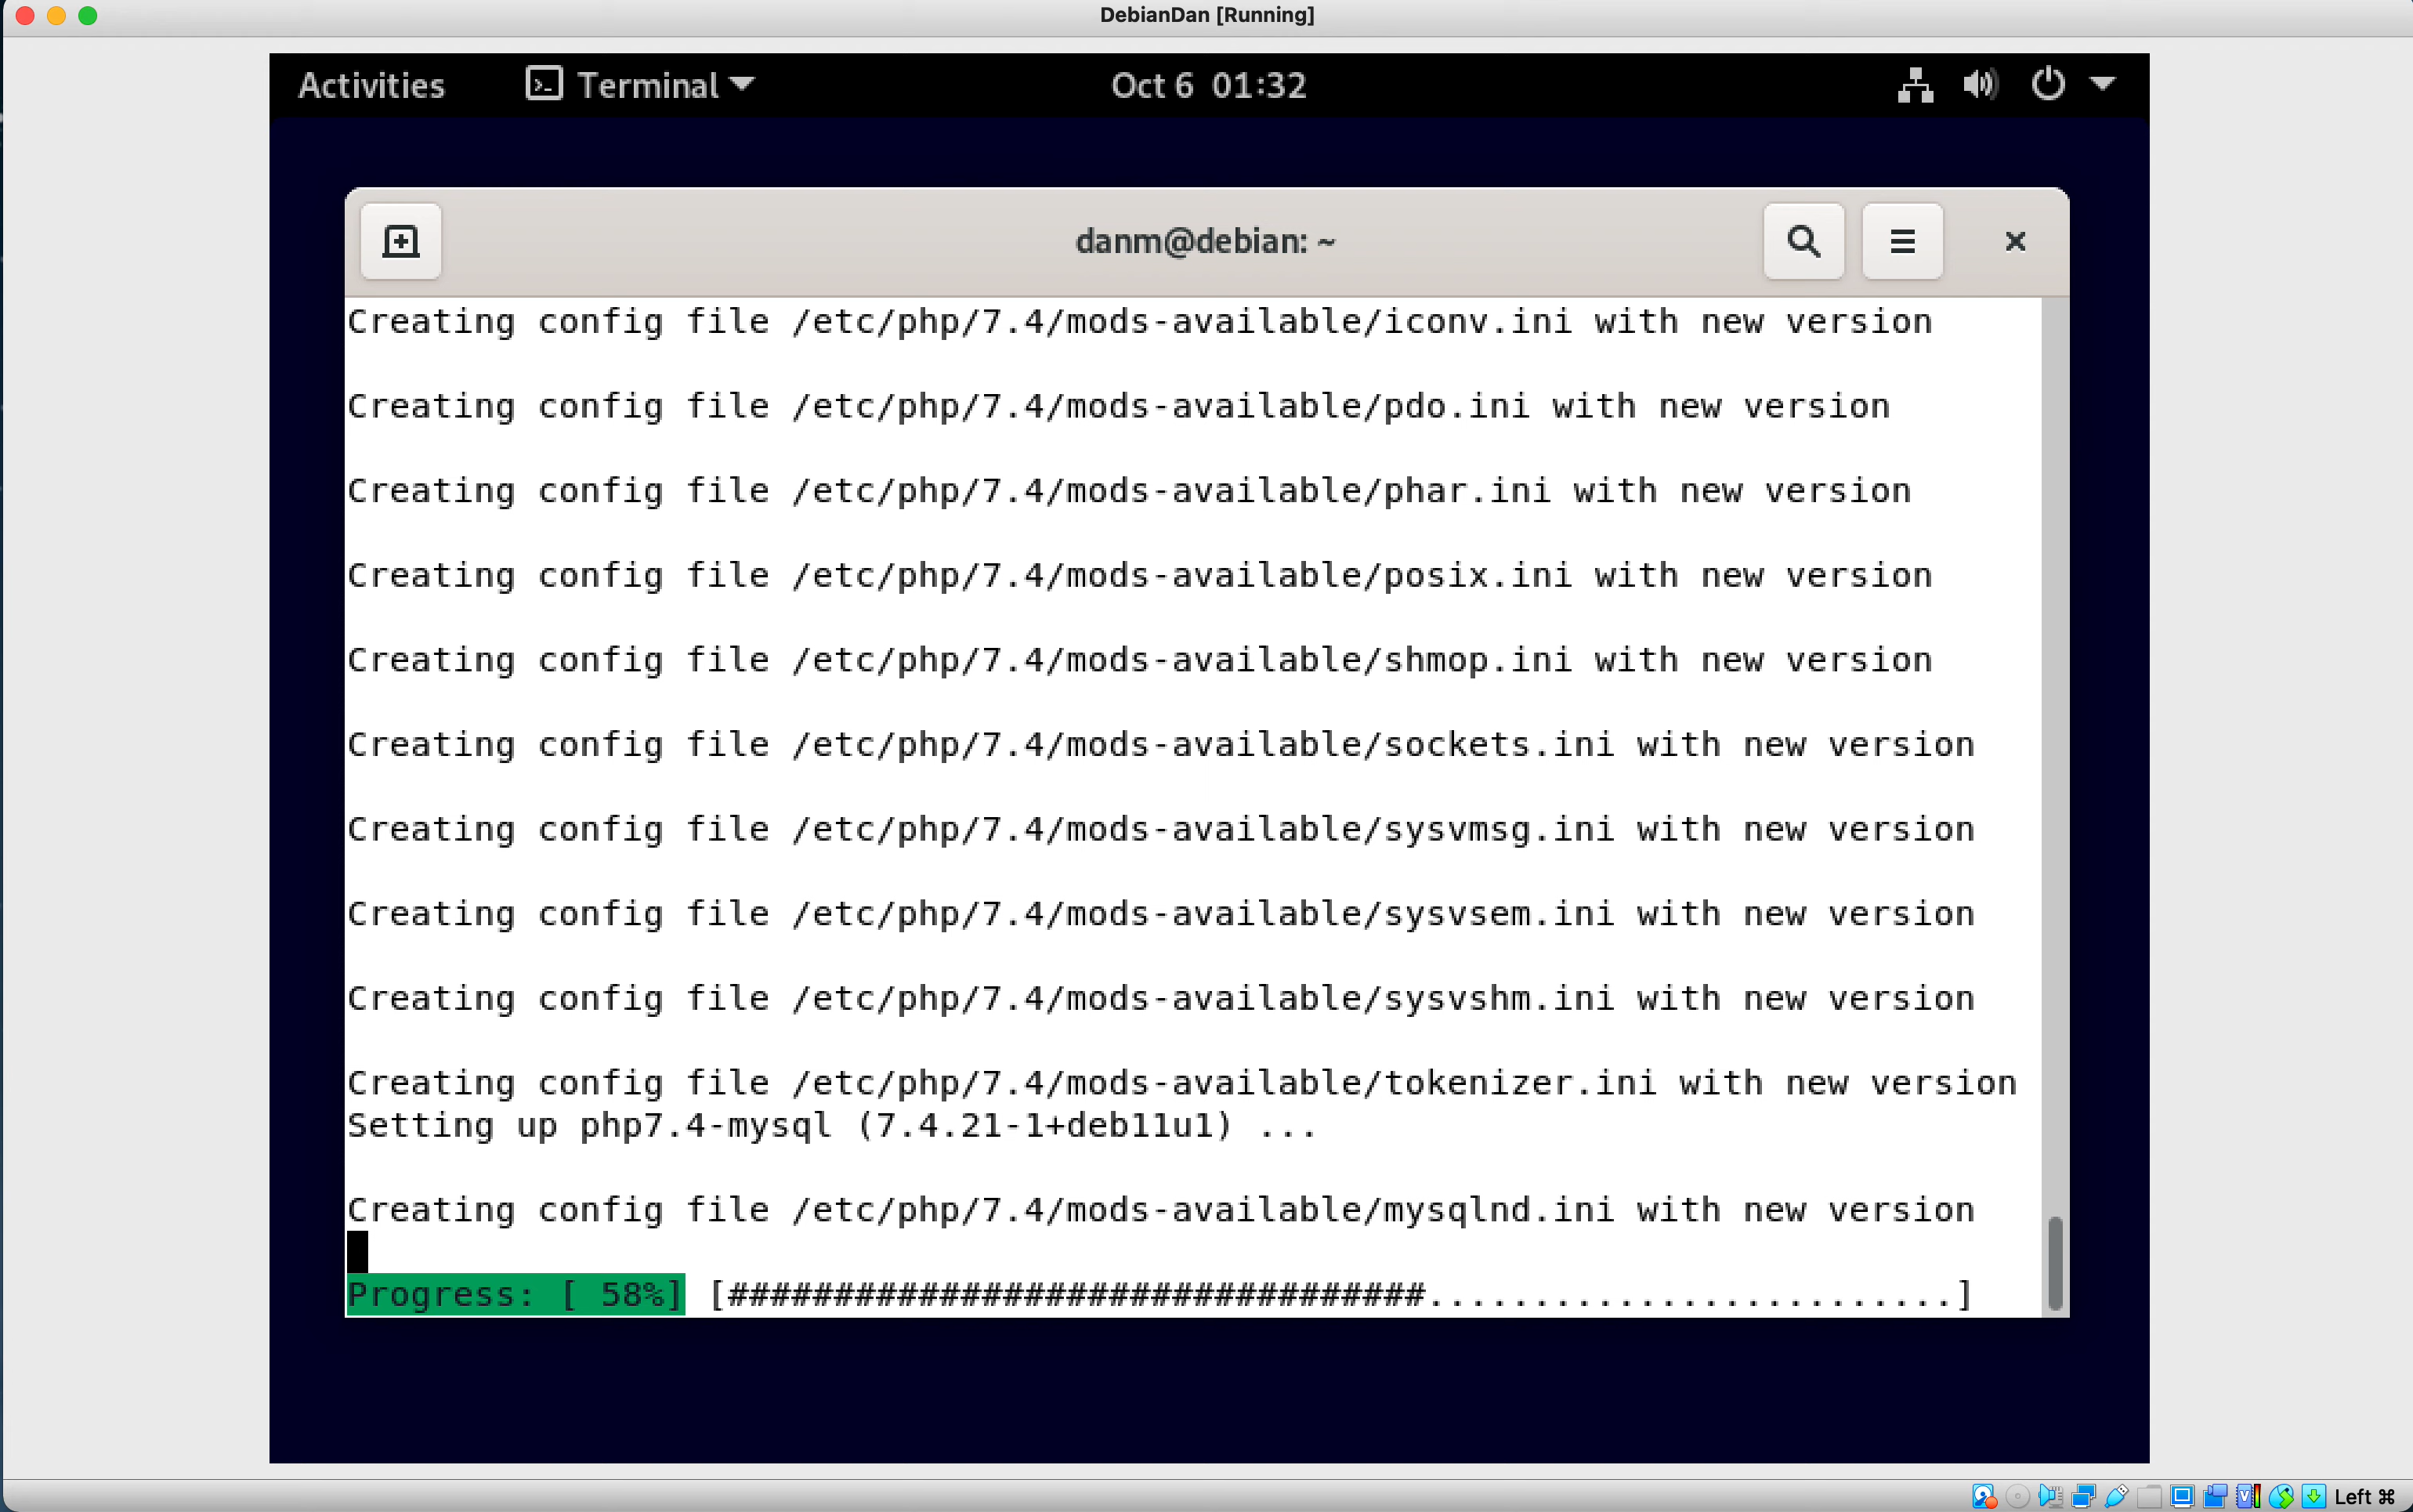 DebianDan [Running]
Activities Terminal Oct 6 01:32
danm@debian: ~
Creating config file /etc/php/7.4/mods-available/iconv.ini with new version
Creating config file /etc/php/7.4/mods-available/pdo.ini with new version
Creating config file /etc/php/7.4/mods-available/phar.ini with new version
Creating config file /etc/php/7.4/mods-available/posix.ini with new version
Creating config file /etc/php/7.4/mods-available/shmop.ini with new version
Creating config file /etc/php/7.4/mods-available/sockets.ini with new version
Creating config file /etc/php/7.4/mods-available/sysvmsg.ini with new version
Creating config file /etc/php/7.4/mods-available/sysvsem.ini with new version
Creating config file /etc/php/7.4/mods-available/sysvshm.ini with new version
Creating config file /etc/php/7.4/mods-available/tokenizer.ini with new version
Setting up php7.4-mysql (7.4.21-1+deb11u1) ...
Creating config file /etc/php/7.4/mods-available/mysqlnd.ini with new version
Progress: [ 58%] [#################################.........................]
Left ⌘